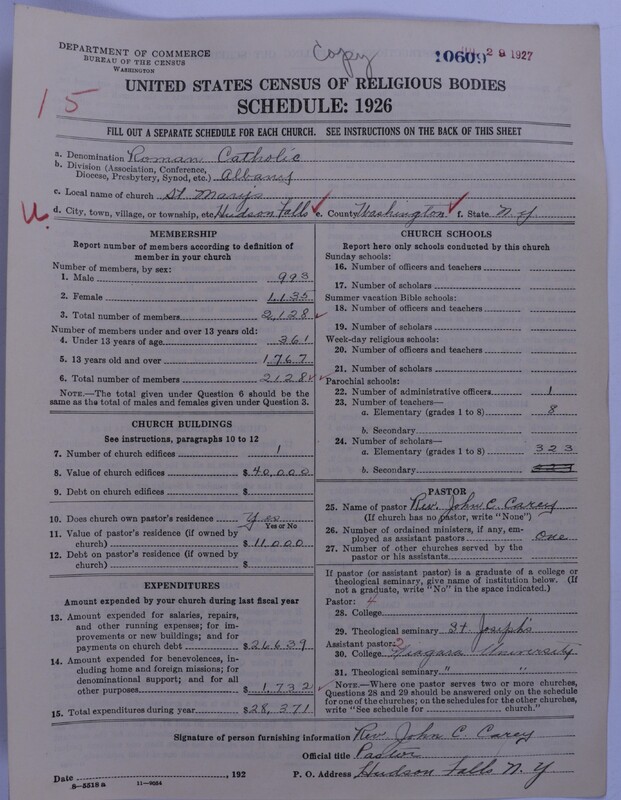 Copy
DEPARTMENT OF COMMERCE
BUREAU OF THE CENSUS
WASHINGTON
10609
28 1927
15
UNITED STATES CENSUS OF RELIGIOUS BODIES
SCHEDULE: 1926
FILL OUT A SEPARATE SCHEDULE FOR EACH CHURCH. SEE INSTRUCTIONS ON THE BACK OF THIS SHEET
a. Denomination Roman Catholic
b. Division (Association, Conference,
Diocese, Presbytery, Synod, etc.) Albany
c. Local name of church St. Mary's
U.
d. City, town, village, or township, etc. Hudson Falls e. County Washington f. State N.Y
MEMBERSHIP
Report number of members according to definition of
member in your church
Number of members, by sex:
1. Male 993
2. Female 1.135
3. Total number of members 2,128
Number of members under and over 13 years old:
4. Under 13 years of age 361
5. 13 years old and over 1,767
6. Total number of members 2128
NOTE.—The total given under Question 6 should be
same as the total of males and females given under Question 3.
CHURCH BUILDINGS
See instructions, paragraphs 10 to 12
7. Number of church edifices 1
8. Value of church edifices $40,000
9. Debt on church edifices $
10. Does church own pastor's residence Yes
Yes or No
11. Value of pastor's residence (if owned by
church) $11,000
12. Debt on pastor's residence (if owned by
church) $
EXPENDITURES
Amount expended by your church during last fiscal year
13. Amount expended for salaries, repairs,
and other running expenses; for im-
provements or new buildings; and for
payments on church debt $26639
14. Amount expended for benevolences,
including home and foreign missions; for
denominational support; and for all
other purposes $1,732
15. Total expenditures during year $28,371
CHURCH SCHOOLS
Report here only schools conducted by this church
Sunday schools:
16. Number of officers and teachers
17. Number of scholars
Summer vacation Bible schools:
18. Number of officers and teachers
19. Number of scholars
Week-day religious schools:
20. Number of officers and teachers
21. Number of scholars
Parochial schools:
22. Number of administrative officers 1
23. Number of teachers—
a. Elementary (grades 1 to 8) 8
b. Secondary
24. Number of scholars—
a. Elementary (grades 1 to 8) 323
b. Secondary
PASTOR
25. Name of pastor Rev. John C. Carey
(If church has no pastor, write "None")
26. Number of ordained ministers, if any, em-
ployed as assistant pastors One
27. Number of other churches served by the
pastor or his assistants
If pastor (or assistant pastor) is a graduate of a college or
theological seminary, give name of institution below. (If
not a graduate, write "No" in the space indicated.)
Pastor: 4
28. College
29. Theological seminary St. Joseph's
Assistant pastor:
30. College Niagara University
31. Theological seminary " "
NOTE.—Where one pastor serves two or more churches,
Questions 28 and 29 should be answered only on the schedule
for one of the churches; on the schedules for the other churches,
write "See schedule for church."
Signature of person furnishing information Rev. John C. Carey
Official title Pastor
Date , 192 P. O. Address Hudson Falls N.Y
8-5518a 11-9034